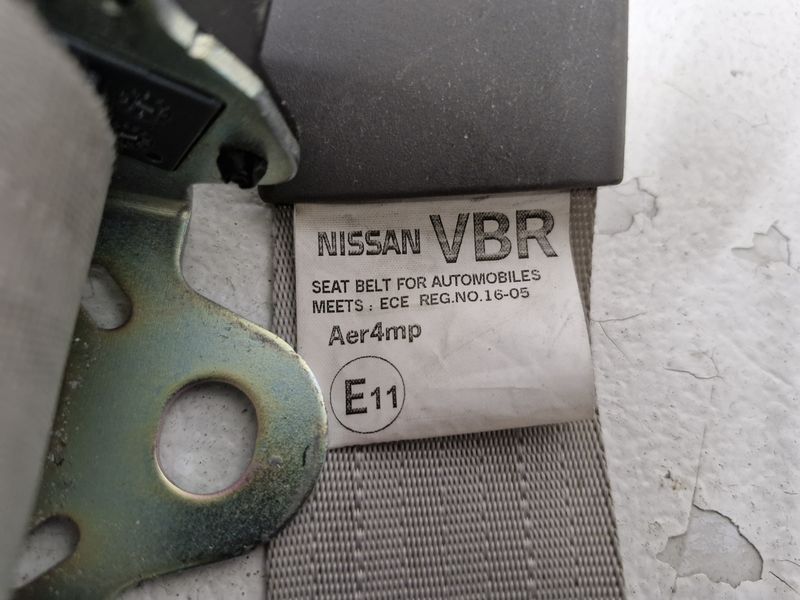 NISSAN VBR
SEAT BELT FOR AUTOMOBILES
MEETS : ECE REG.NO.16-05
Aer4mp
E11